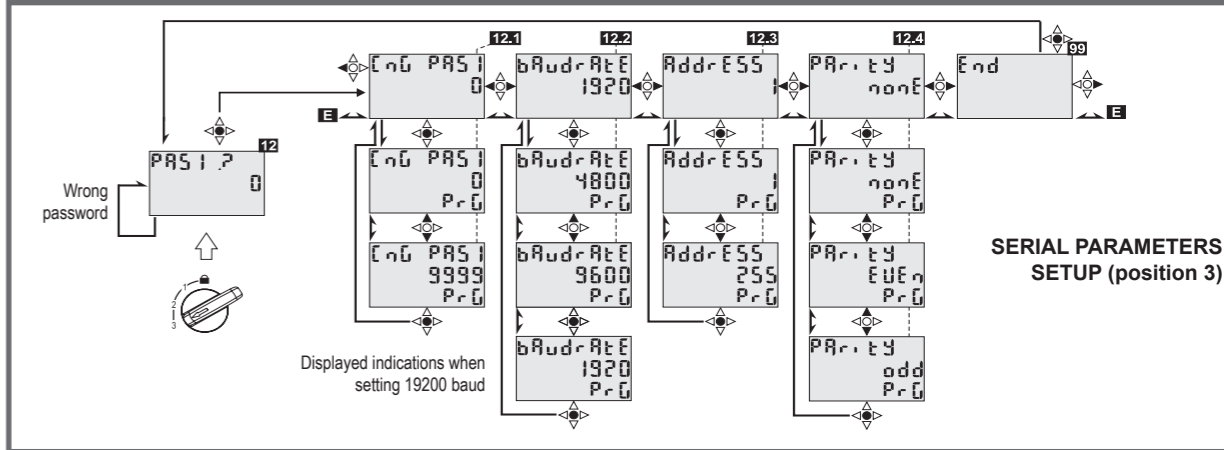 12.1
12.2
12.3
12.4
99
CnG PAS1
0
bAudrAtE
1920
AddrESS
1
PArity
nonE
End
E
E
12
PAS1 .?
0
Wrong
password
1
2
3
CnG PAS1
0
PrG
bAudrAtE
4800
PrG
AddrESS
1
PrG
PArity
nonE
PrG
CnG PAS1
9999
PrG
bAudrAtE
9600
PrG
AddrESS
255
PrG
PArity
EUEn
PrG
bAudrAtE
1920
PrG
PArity
odd
PrG
Displayed indications when
setting 19200 baud
SERIAL PARAMETERS
SETUP (position 3)